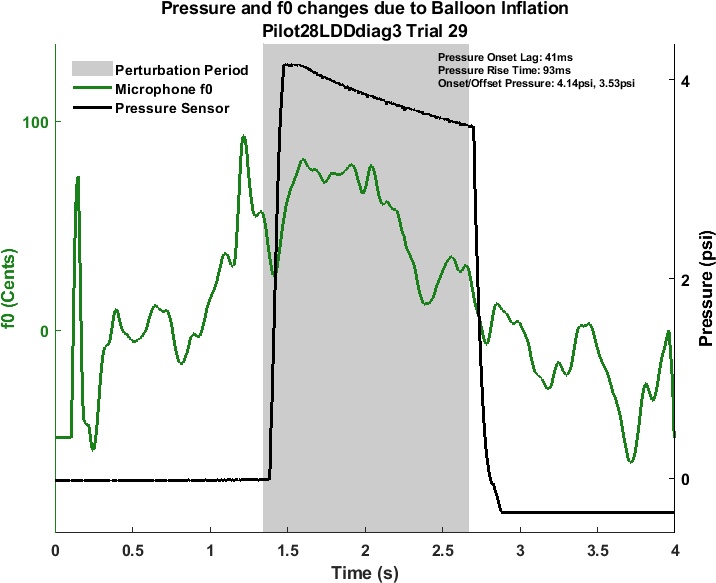 Pressure and f0 changes due to Balloon Inflation
Pilot28LDDdiag3 Trial 29
Pressure Onset Lag: 41ms
Pressure Rise Time: 93ms
Onset/Offset Pressure: 4.14psi, 3.53psi
Perturbation Period
Microphone f0
Pressure Sensor
100
0
f0 (Cents)
4
2
0
Pressure (psi)
0 0.5 1 1.5 2 2.5 3 3.5 4
Time (s)